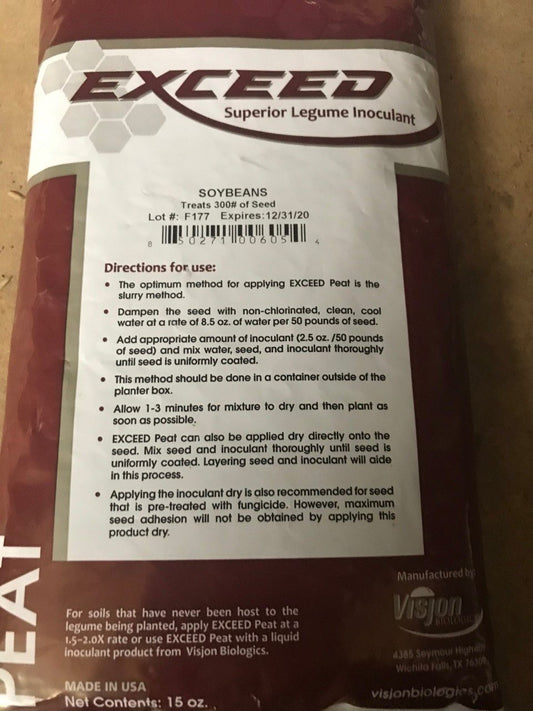 EXCEED
Superior Legume Inoculant
SOYBEANS
Treats 300# of Seed
Lot #: F177 Expires:12/31/20
8 50271 00605 4
Directions for use:
• The optimum method for applying EXCEED Peat is the
slurry method.
• Dampen the seed with non-chlorinated, clean, cool
water at a rate of 8.5 oz. of water per 50 pounds of seed.
• Add appropriate amount of inoculant (2.5 oz. /50 pounds
of seed) and mix water, seed, and inoculant thoroughly
until seed is uniformly coated.
• This method should be done in a container outside of the
planter box.
• Allow 1-3 minutes for mixture to dry and then plant as
soon as possible.
• EXCEED Peat can also be applied dry directly onto the
seed. Mix seed and inoculant thoroughly until seed is
uniformly coated. Layering seed and inoculant will aide
in this process.
• Applying the inoculant dry is also recommended for seed
that is pre-treated with fungicide. However, maximum
seed adhesion will not be obtained by applying this
product dry.
PEAT
For soils that have never been host to the
legume being planted, apply EXCEED Peat at a
1.5-2.0X rate or use EXCEED Peat with a liquid
inoculant product from Visjon Biologics.
MADE IN USA
Net Contents: 15 oz.
Manufactured by:
Visjon
BIOLOGICS
4385 Seymour
Wichita Falls, TX
visjonbiologics.com